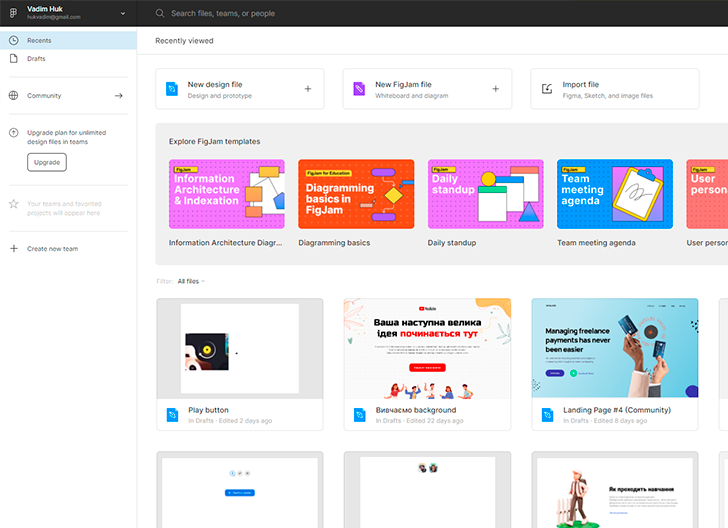 Vadim Huk
hukvadim@gmail.com
Search files, teams, or people
Recents
Drafts
Community
Upgrade plan for unlimited
design files in teams
Upgrade
Your teams and favorited
projects will appear here
Create new team
Recently viewed
New design file
Design and prototype
New FigJam file
Whiteboard and diagram
Import file
Figma, Sketch, and image files
Explore FigJam templates
FigJam
Information
Architecture
& Indexation
Information Architecture Diagr...
FigJam for Education
Diagramming
basics in
FigJam
Diagramming basics
FigJam
Daily
standup
Daily standup
FigJam
Team
meeting
agenda
Team meeting agenda
FigJam
User
person
User person
Filter: All files
Play button
In Drafts · Edited 2 days ago
YouTube
Ваша наступна велика
ідея починається тут
Вивчаємо background
In Drafts · Edited 22 days ago
Managing freelance
payments has never
been easier
Landing Page #4 (Community)
In Drafts · Edited 8 days ago
Як проходить навчання